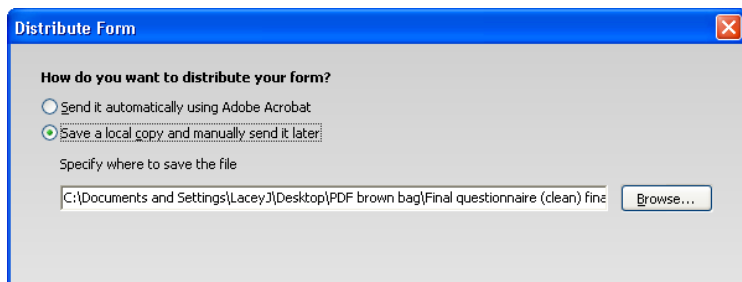 Distribute Form
How do you want to distribute your form?
Send it automatically using Adobe Acrobat
Save a local copy and manually send it later
Specify where to save the file
C:\Documents and Settings\LaceyJ\Desktop\PDF brown bag\Final questionnaire (clean) fina
Browse...